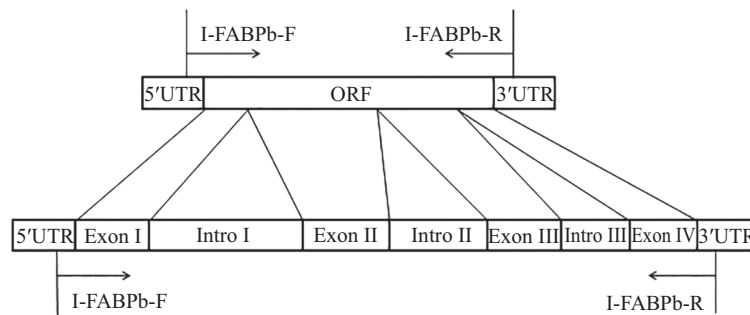 I-FABPb-F I-FABPb-R
5′UTR ORF 3′UTR
5′UTR Exon I Intro I Exon II Intro II Exon III Intro III Exon IV 3′UTR
I-FABPb-F I-FABPb-R